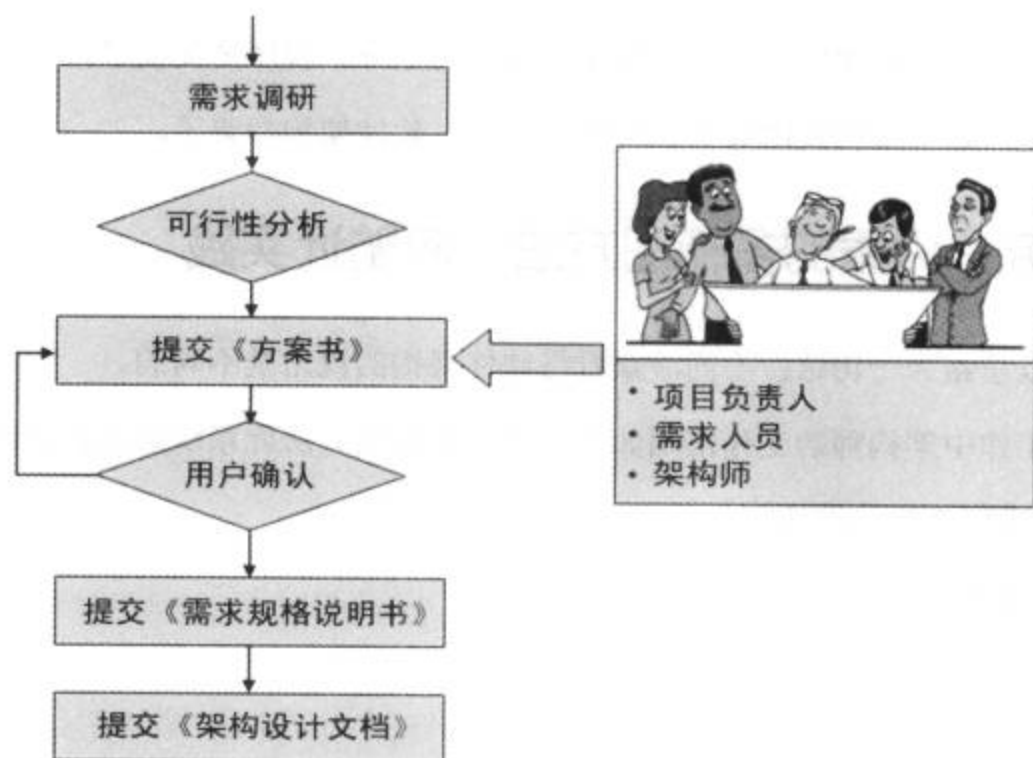 需求调研
可行性分析
提交《方案书》
用户确认
提交《需求规格说明书》
提交《架构设计文档》
• 项目负责人
• 需求人员
• 架构师